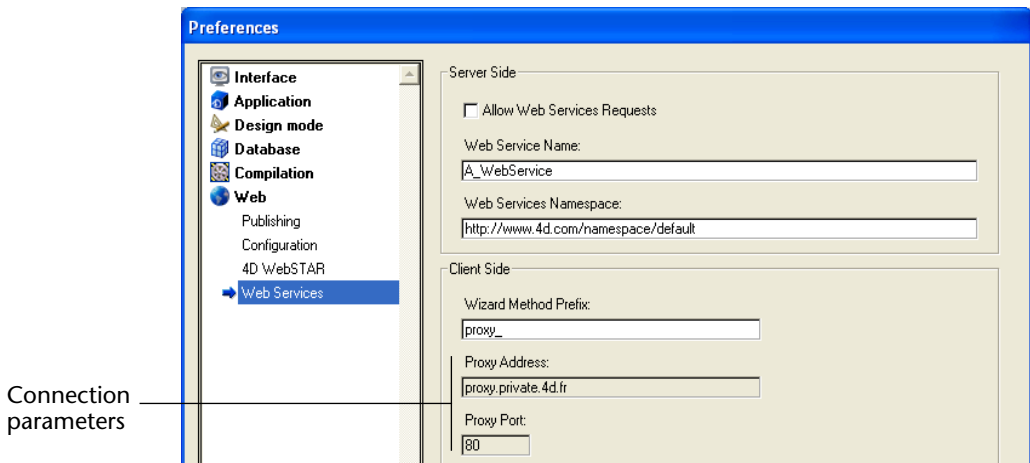 Preferences
Interface
Application
Design mode
Database
Compilation
Web
Publishing
Configuration
4D WebSTAR
Web Services
Server Side
Allow Web Services Requests
Web Service Name:
A_WebService
Web Services Namespace:
http://www.4d.com/namespace/default
Client Side
Wizard Method Prefix:
proxy_
Proxy Address:
proxy.private.4d.fr
Proxy Port:
80
Connection
parameters